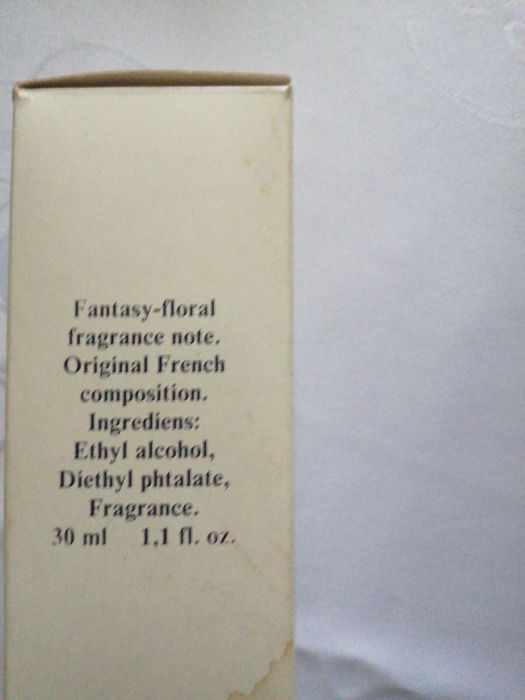 Fantasy-floral
fragrance note.
Original French
composition.
Ingrediens:
Ethyl alcohol,
Diethyl phtalate,
Fragrance.
30 ml 1,1 fl. oz.